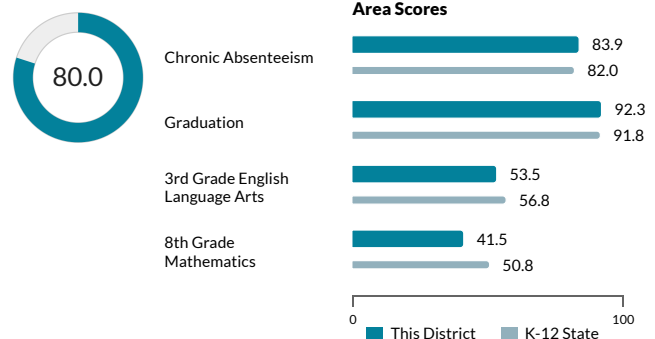 Area Scores
80.0
Chronic Absenteeism
83.9
82.0
Graduation
92.3
91.8
3rd Grade English
Language Arts
53.5
56.8
8th Grade
Mathematics
41.5
50.8
0
100
This District
K-12 State